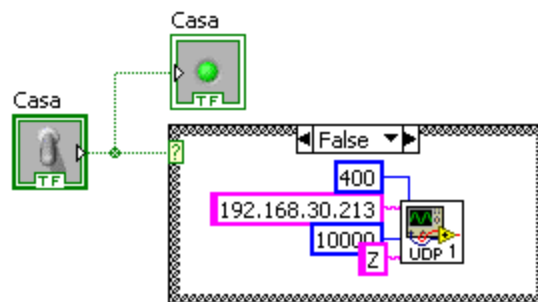 Casa
Casa
TF
TF
?
False
400
192.168.30.213
10000
Z
UDP 1